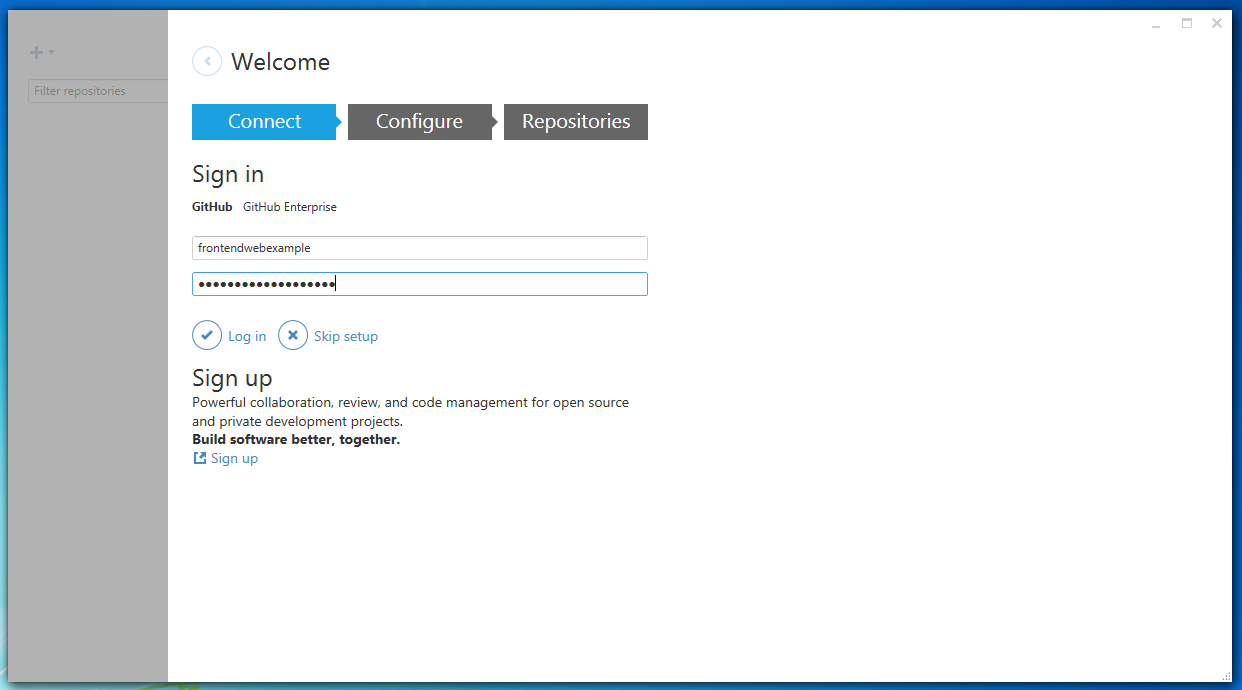 Filter repositories
Welcome
Connect Configure Repositories
Sign in
GitHub GitHub Enterprise
frontendwebexample
●●●●●●●●●●●●●●●●●●●
Log in Skip setup
Sign up
Powerful collaboration, review, and code management for open source
and private development projects.
Build software better, together.
Sign up